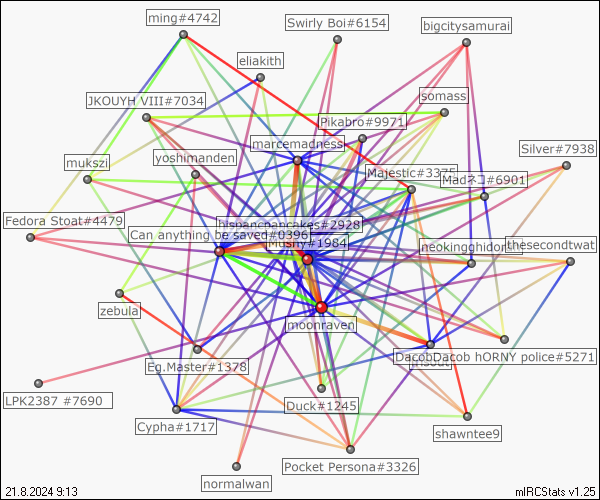 ming#4742
Swirly Boi#6154
bigcitysamurai
eliakith
JKOUYH VIII#7034
somass
Pikabro#9971
marcemadness
Silver#7938
mukszi
yoshimanden
Majestic#3375
Madネコ#6901
Fedora Stoat#4479
hispanchapcakes#2928
Can anything be saved#0396
Mushy#1984
neokingghidor
thesecondtwat
zebula
moonraven
DacobDacob hORNY police#5271
Eg.Master#1378
LPK2387 #7690
Duck#1245
Cypha#1717
shawntee9
Pocket Persona#3326
normalwan
21.8.2024 9:13
mIRCStats v1.25